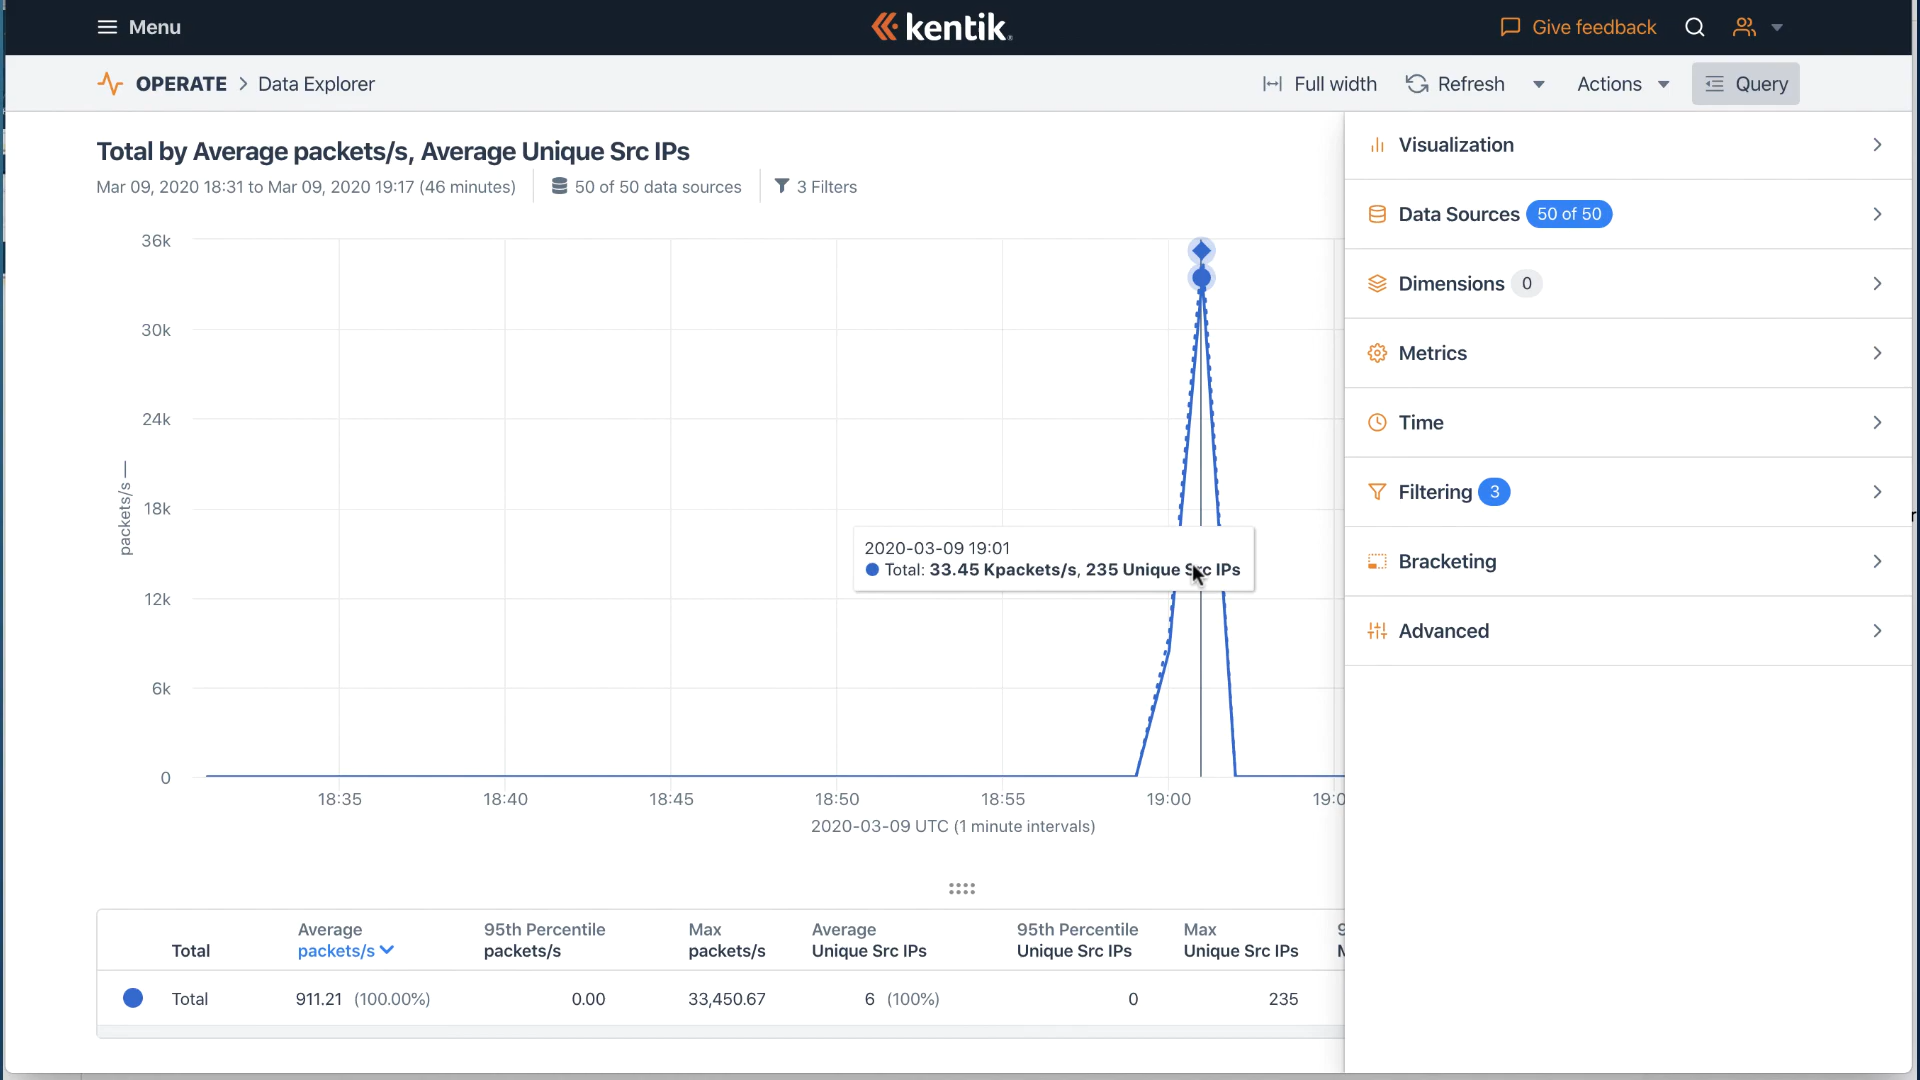 Menu
kentik
Give feedback
OPERATE > Data Explorer
Full width
Refresh
Actions
Query
Total by Average packets/s, Average Unique Src IPs
Mar 09, 2020 18:31 to Mar 09, 2020 19:17 (46 minutes)
50 of 50 data sources
3 Filters
36k
30k
24k
18k
12k
6k
0
packets/s —
2020-03-09 19:01
Total: 33.45 Kpackets/s, 235 Unique Src IPs
18:35 18:40 18:45 18:50 18:55 19:00 19:0
2020-03-09 UTC (1 minute intervals)
Visualization
Data Sources 50 of 50
Dimensions 0
Metrics
Time
Filtering 3
Bracketing
Advanced
Total
Average packets/s
95th Percentile packets/s
Max packets/s
Average Unique Src IPs
95th Percentile Unique Src IPs
Max Unique Src IPs
Total 911.21 (100.00%) 0.00 33,450.67 6 (100%) 0 235